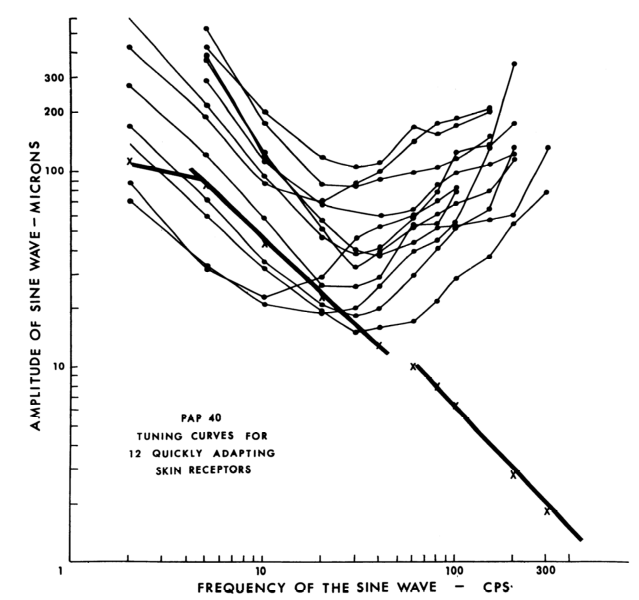 AMPLITUDE OF SINE WAVE—MICRONS
300
200
100
10
1
PAP 40
TUNING CURVES FOR
12 QUICKLY ADAPTING
SKIN RECEPTORS
10
100
300
FREQUENCY OF THE SINE WAVE — CPS.